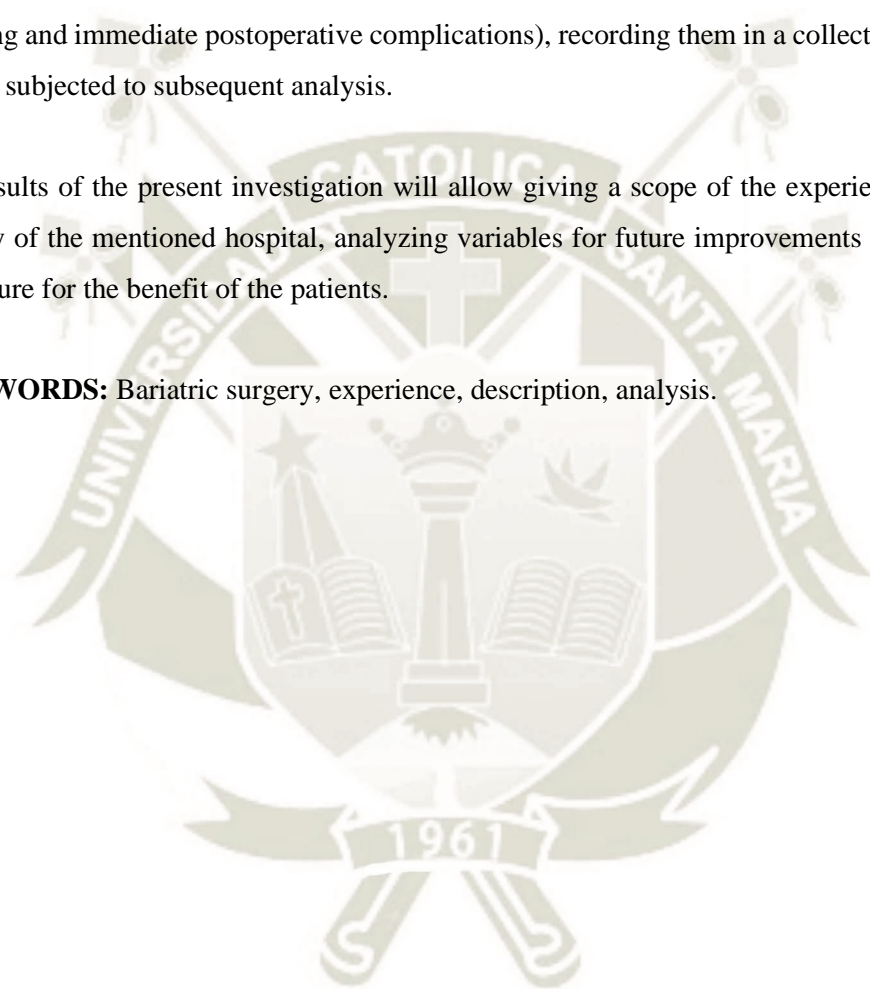 ng and immediate postoperative complications), recording them in a collect
subjected to subsequent analysis.
sults of the present investigation will allow giving a scope of the experie
y of the mentioned hospital, analyzing variables for future improvements
ure for the benefit of the patients.
WORDS: Bariatric surgery, experience, description, analysis.
UNIVERSIDAD CATOLICA SANTA MARIA
1961